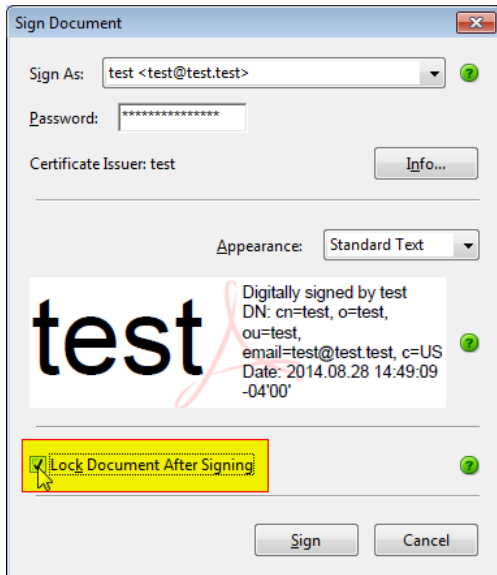 Sign Document
Sign As: test <test@test.test> ?
Password: ***************
Certificate Issuer: test Info...
Appearance: Standard Text
test
Digitally signed by test
DN: cn=test, o=test,
ou=test,
email=test@test.test, c=US
Date: 2014.08.28 14:49:09
-04'00'
?
Lock Document After Signing ?
Sign Cancel